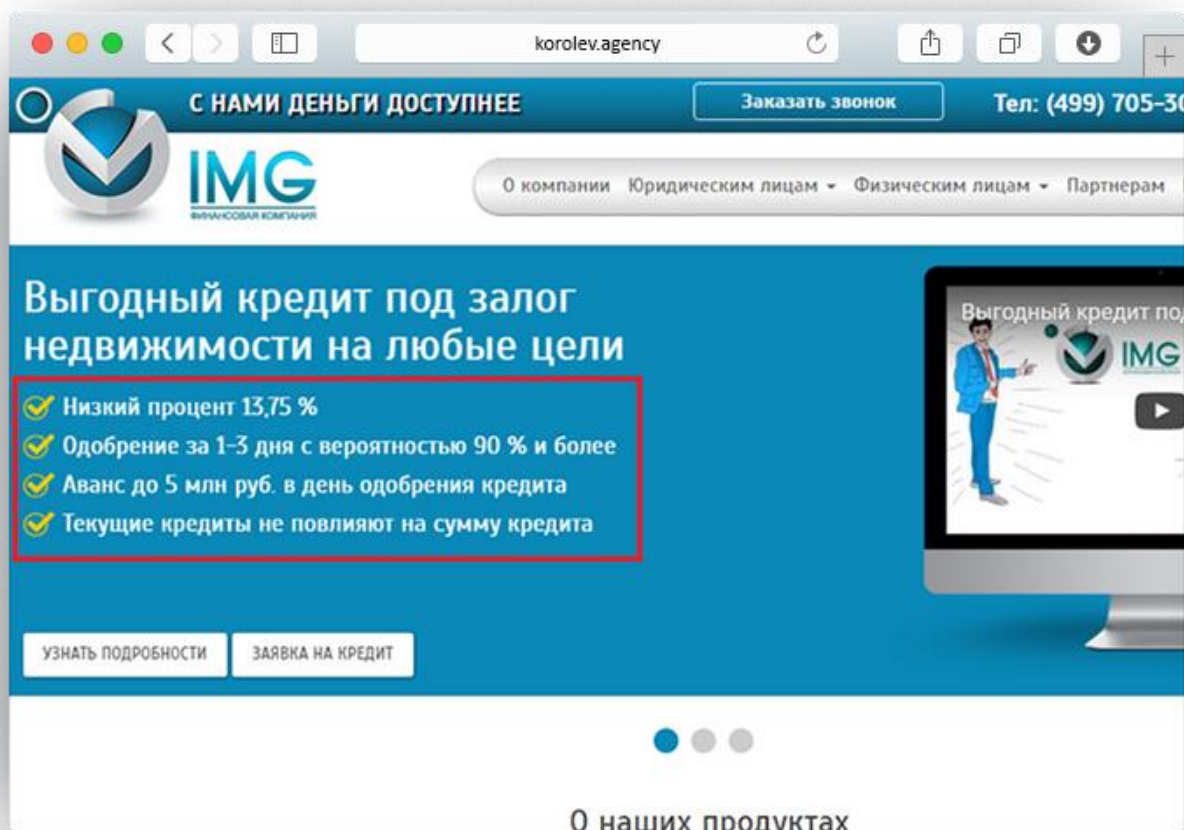 korolev.agency
С НАМИ ДЕНЬГИ ДОСТУПНЕЕ
Заказать звонок
Тел: (499) 705-30
IMG
ФИНАНСОВАЯ КОМПАНИЯ
О компании Юридическим лицам Физическим лицам Партнерам
Выгодный кредит под залог
недвижимости на любые цели
Низкий процент 13,75 %
Одобрение за 1-3 дня с вероятностью 90 % и более
Аванс до 5 млн руб. в день одобрения кредита
Текущие кредиты не повлияют на сумму кредита
Выгодный кредит под
IMG
УЗНАТЬ ПОДРОБНОСТИ
ЗАЯВКА НА КРЕДИТ
О наших продуктах